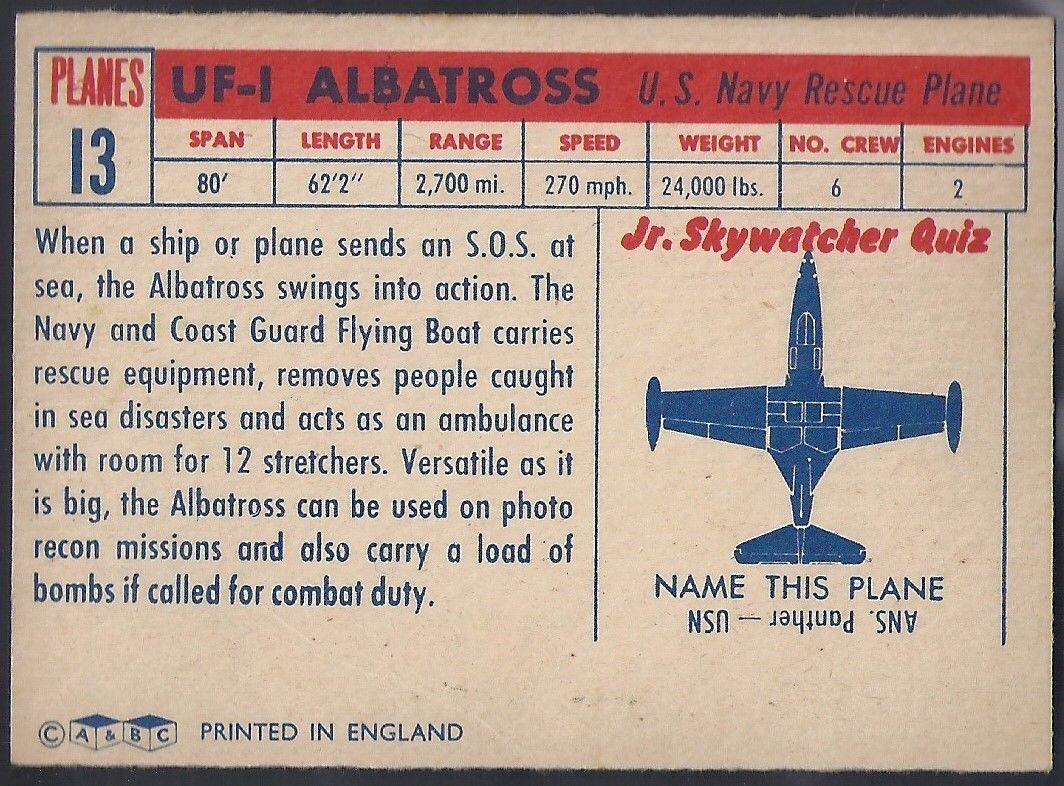 PLANES
13
UF-1 ALBATROSS U.S. Navy Rescue Plane
SPAN LENGTH RANGE SPEED WEIGHT NO. CREW ENGINES
80' 62'2'' 2,700 mi. 270 mph. 24,000 lbs. 6 2
When a ship or plane sends an S.O.S. at
sea, the Albatross swings into action. The
Navy and Coast Guard Flying Boat carries
rescue equipment, removes people caught
in sea disasters and acts as an ambulance
with room for 12 stretchers. Versatile as it
is big, the Albatross can be used on photo
recon missions and also carry a load of
bombs if called for combat duty.
Jr. Skywatcher Quiz
NAME THIS PLANE
ANS. Panther — USN
© A & B C PRINTED IN ENGLAND